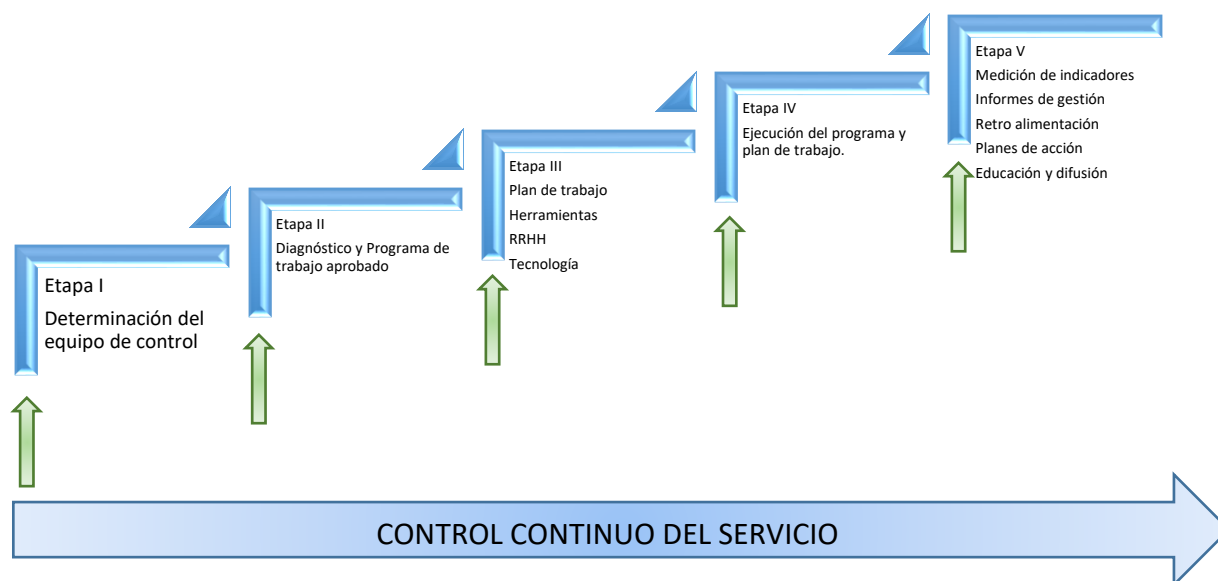 Etapa I
Determinación del
equipo de control
Etapa II
Diagnóstico y Programa de
trabajo aprobado
Etapa III
Plan de trabajo
Herramientas
RRHH
Tecnología
Etapa IV
Ejecución del programa y
plan de trabajo.
Etapa V
Medición de indicadores
Informes de gestión
Retro alimentación
Planes de acción
Educación y difusión
CONTROL CONTINUO DEL SERVICIO